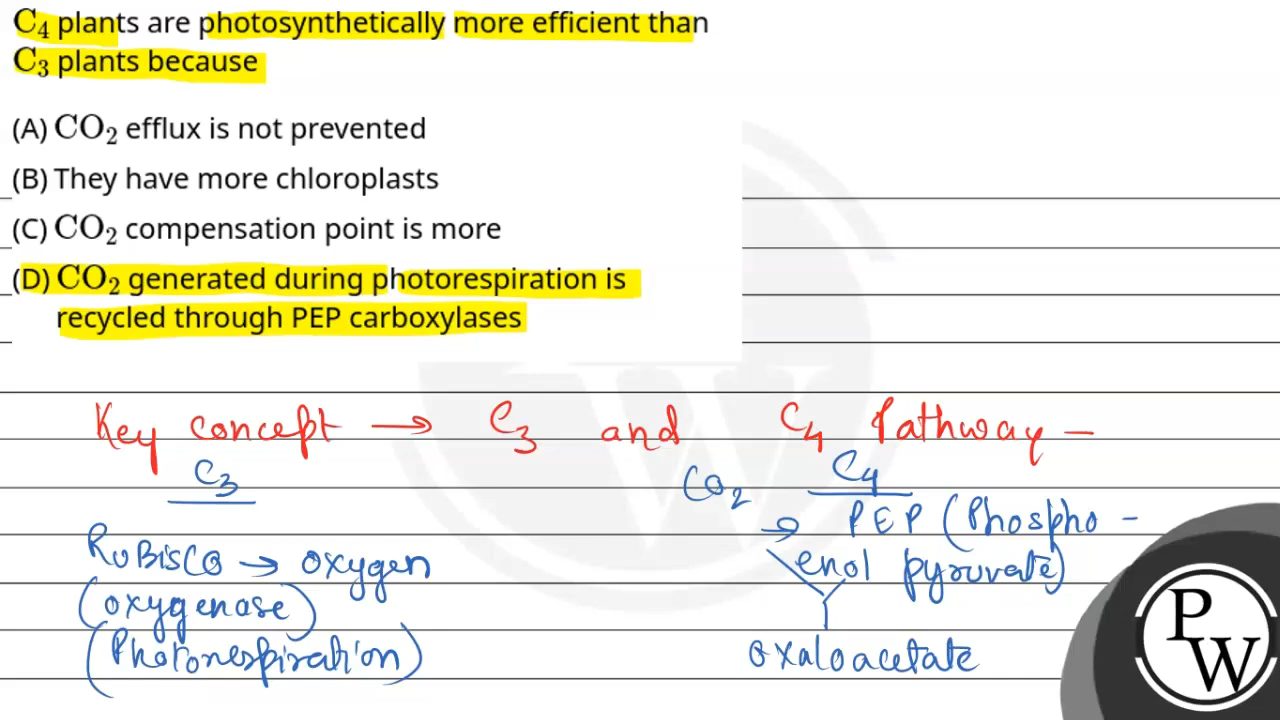 C₄ plants are photosynthetically more efficient than
C₃ plants because
(A) CO₂ efflux is not prevented
(B) They have more chloroplasts
(C) CO₂ compensation point is more
(D) CO₂ generated during photorespiration is
recycled through PEP carboxylases
Key concept → C₃ and C₄ Pathway –
C₃
RuBisCO → oxygen
(oxygenase)
(Photorespiration)
C₄
CO₂ → PEP (Phospho -
enol pyruvate)
oxaloacetate
P
W